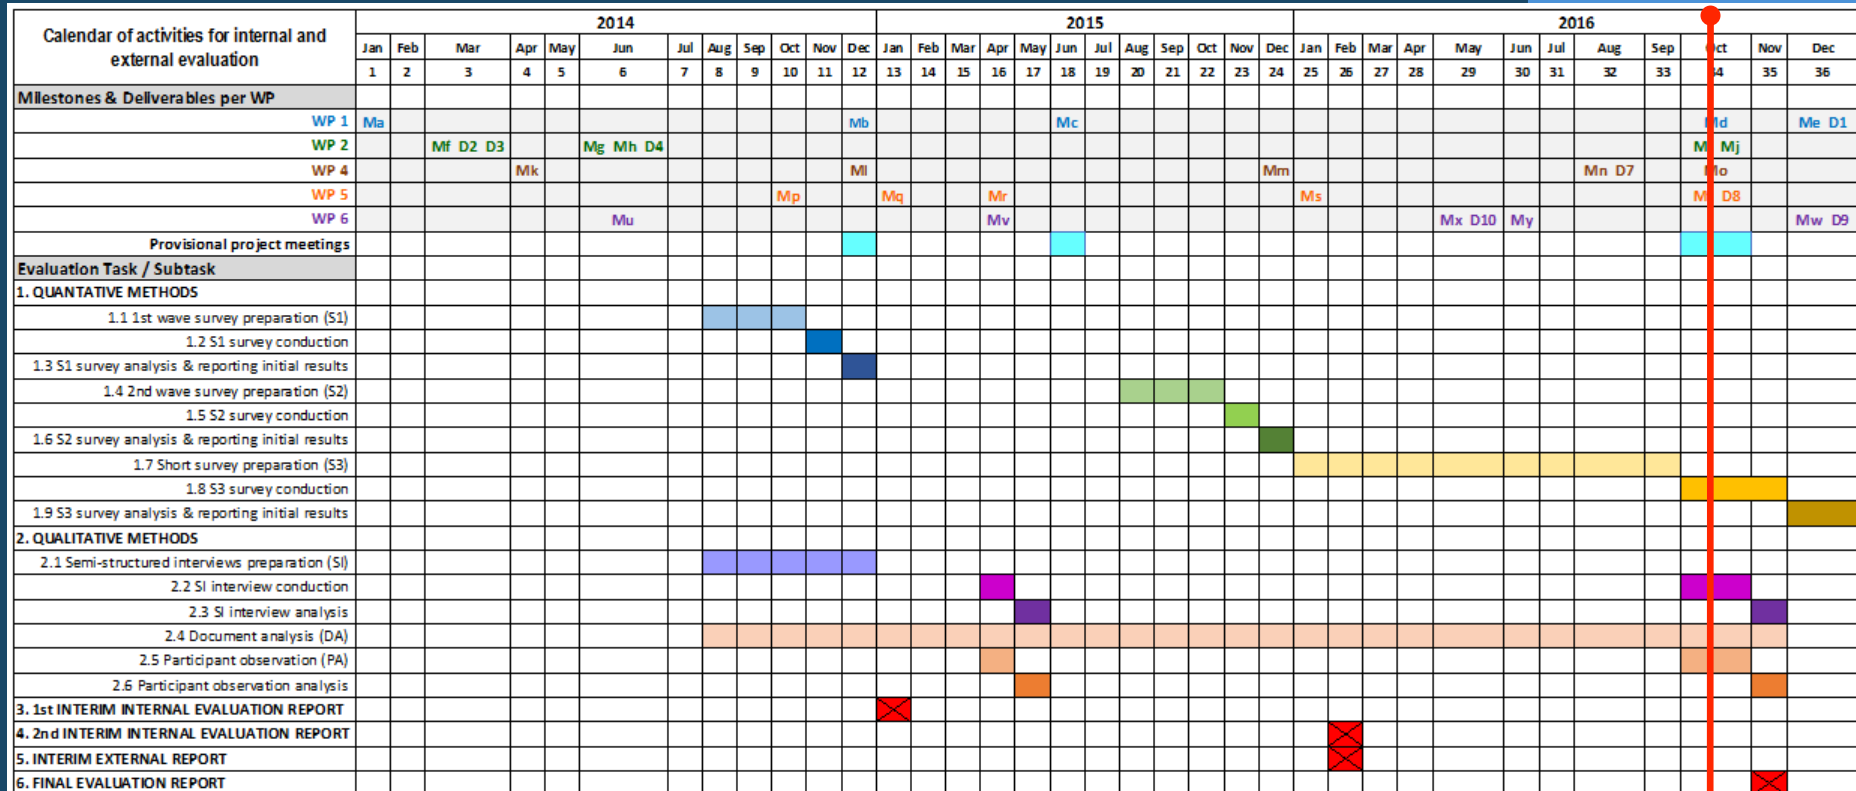 Calendar of activities for internal and external evaluation
2014 2015 2016
Jan Feb Mar Apr May Jun Jul Aug Sep Oct Nov Dec Jan Feb Mar Apr May Jun Jul Aug Sep Oct Nov Dec Jan Feb Mar Apr May Jun Jul Aug Sep Oct Nov Dec
1 2 3 4 5 6 7 8 9 10 11 12 13 14 15 16 17 18 19 20 21 22 23 24 25 26 27 28 29 30 31 32 33 34 35 36
Milestones & Deliverables per WP
WP 1 Ma Mb Mc Md Me D1
WP 2 Mf D2 D3 Mg Mh D4 Mj
WP 4 Mk Ml Mm Mn D7 Mo
WP 5 Mp Mq Mr Ms D8
WP 6 Mu Mv Mx D10 My Mw D9
Provisional project meetings
Evaluation Task / Subtask
1. QUANTATIVE METHODS
1.1 1st wave survey preparation (S1)
1.2 S1 survey conduction
1.3 S1 survey analysis & reporting initial results
1.4 2nd wave survey preparation (S2)
1.5 S2 survey conduction
1.6 S2 survey analysis & reporting initial results
1.7 Short survey preparation (S3)
1.8 S3 survey conduction
1.9 S3 survey analysis & reporting initial results
2. QUALITATIVE METHODS
2.1 Semi-structured interviews preparation (SI)
2.2 SI interview conduction
2.3 SI interview analysis
2.4 Document analysis (DA)
2.5 Participant observation (PA)
2.6 Participant observation analysis
3. 1st INTERIM INTERNAL EVALUATION REPORT
4. 2nd INTERIM INTERNAL EVALUATION REPORT
5. INTERIM EXTERNAL REPORT
6. FINAL EVALUATION REPORT